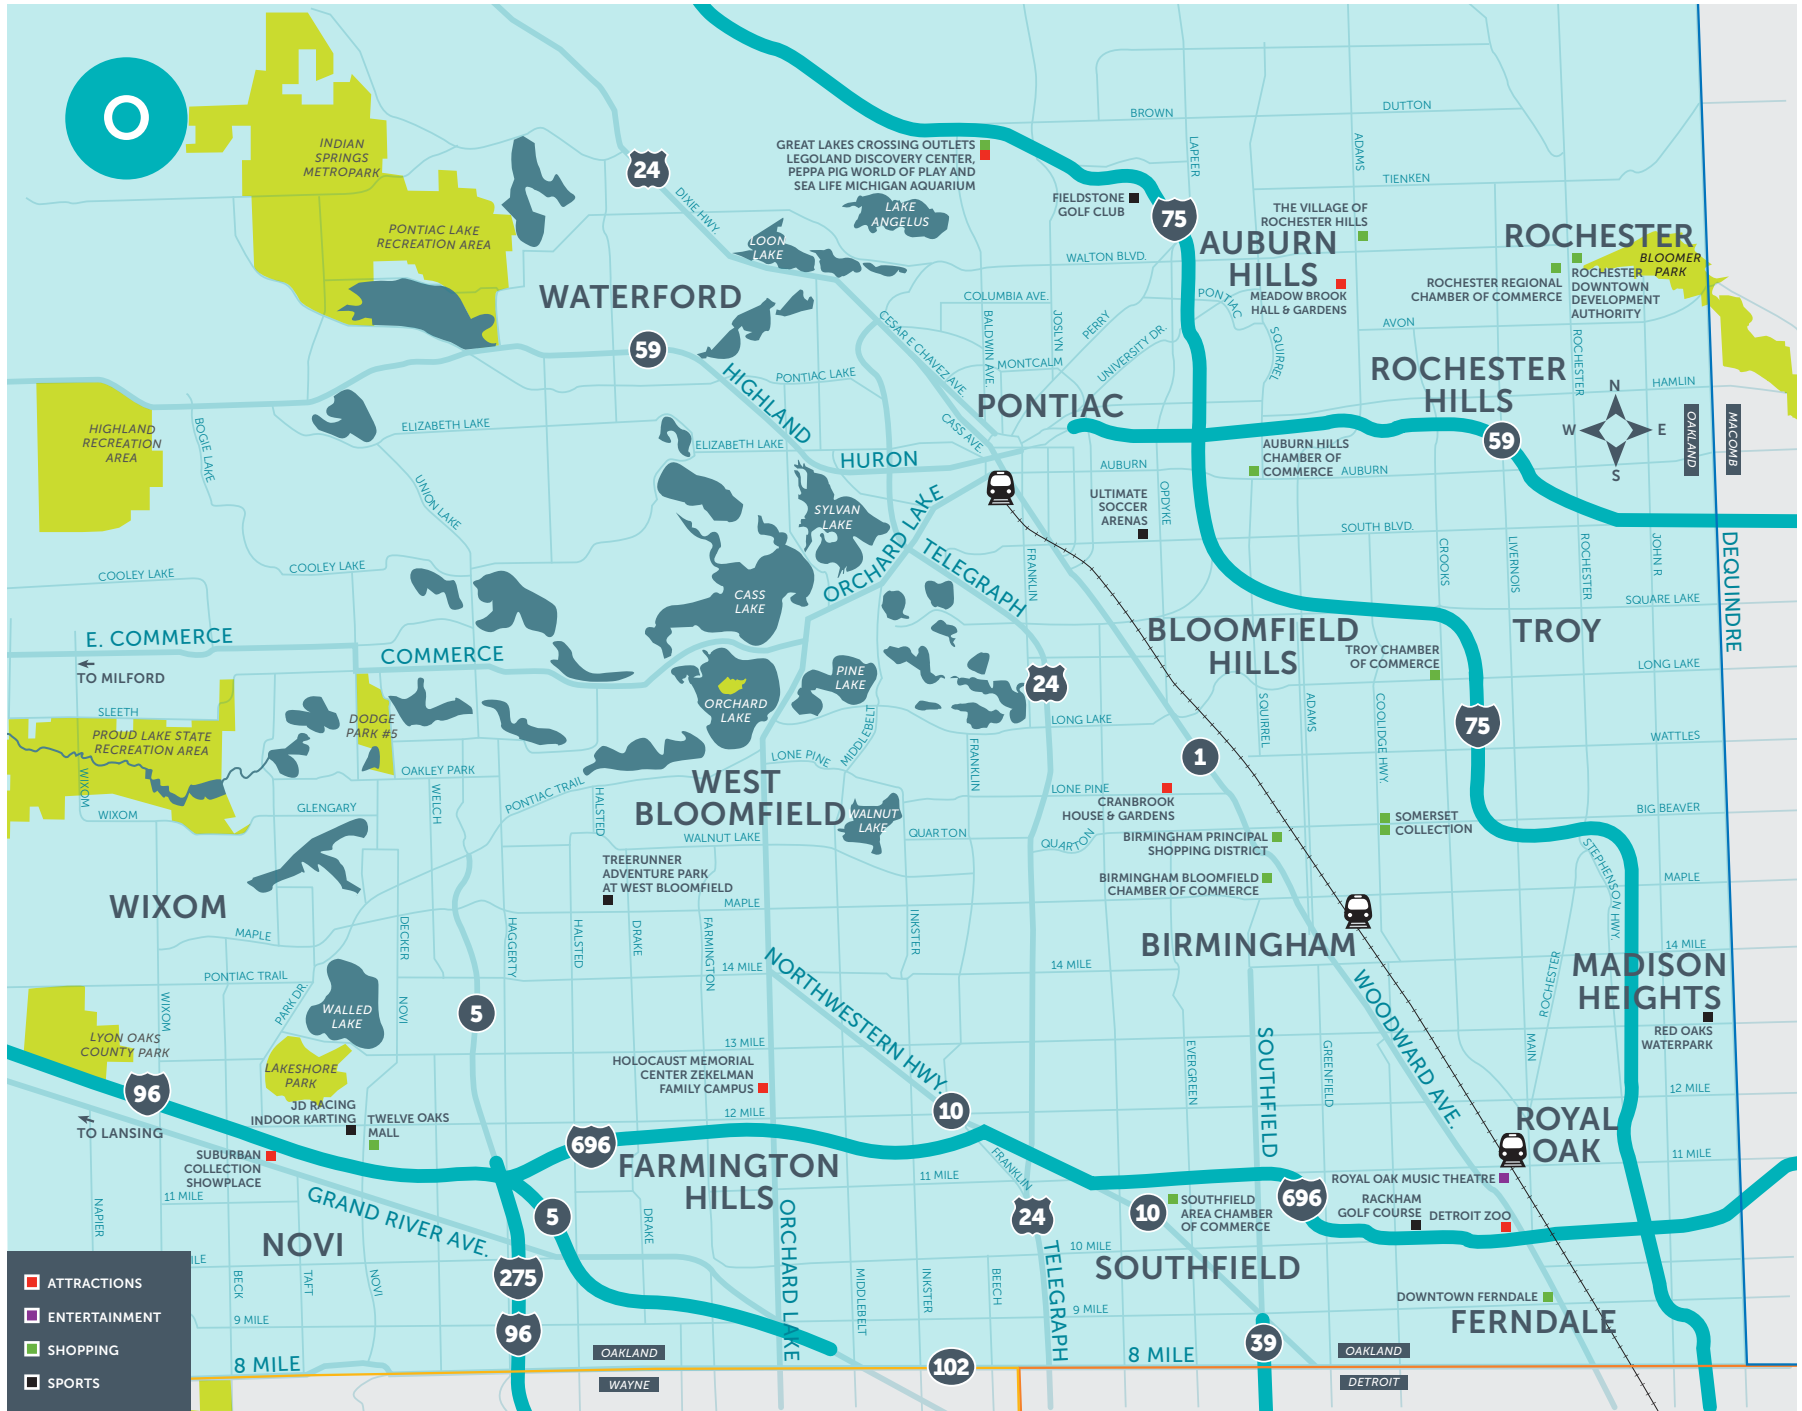 BROWN
DUTTON
LAPEER
ADAMS
INDIAN
SPRINGS
METROPARK
24
DIXIE HWY.
GREAT LAKES CROSSING OUTLETS
LEGOLAND DISCOVERY CENTER,
PEPPA PIG WORLD OF PLAY AND
SEA LIFE MICHIGAN AQUARIUM
TIENKEN
FIELDSTONE
GOLF CLUB
75
THE VILLAGE OF
ROCHESTER HILLS
LAKE
ANGELUS
PONTIAC LAKE
RECREATION AREA
LOON
LAKE
WALTON BLVD.
AUBURN
HILLS
ROCHESTER
BLOOMER
PARK
ROCHESTER REGIONAL
CHAMBER OF COMMERCE
ROCHESTER
DOWNTOWN
DEVELOPMENT
AUTHORITY
MEADOW BROOK
HALL & GARDENS
WATERFORD
COLUMBIA AVE.
BALDWIN AVE.
JOSLYN
PERRY
UNIVERSITY DR.
PONTIAC
SQUIRREL
AVON
ROCHESTER
59
CESAR E CHAVEZ AVE.
MONTCALM
HIGHLAND
PONTIAC LAKE
ROCHESTER
HILLS
HAMLIN
N
W
E
S
OAKLAND
MACOMB
PONTIAC
CASS AVE
HIGHLAND
RECREATION
AREA
BOGIE LAKE
ELIZABETH LAKE
ELIZABETH LAKE
HURON
59
AUBURN HILLS
CHAMBER OF
COMMERCE
AUBURN
AUBURN
UNION LAKE
ULTIMATE
SOCCER
ARENAS
OPDYKE
SYLVAN
LAKE
ORCHARD LAKE
TELEGRAPH
FRANKLIN
SOUTH BLVD.
CROOKS
LIVERNOIS
ROCHESTER
JOHN R
DEQUINDRE
COOLEY LAKE
COOLEY LAKE
CASS
LAKE
SQUARE LAKE
E. COMMERCE
COMMERCE
TO MILFORD
BLOOMFIELD
HILLS
TROY
TROY CHAMBER
OF COMMERCE
LONG LAKE
PINE
LAKE
24
ORCHARD
LAKE
SLEETH
DODGE
PARK #5
PROUD LAKE STATE
RECREATION AREA
MIDDLEBELT
LONG LAKE
SQUIRREL
ADAMS
COOLIDGE HWY.
75
WATTLES
FRANKLIN
LONE PINE
1
WIXOM
WIXOM
OAKLEY PARK
WELCH
PONTIAC TRAIL
HALSTED
WEST
BLOOMFIELD
LONE PINE
CRANBROOK
HOUSE & GARDENS
GLENGARY
WALNUT
LAKE
BIG BEAVER
SOMERSET
COLLECTION
WALNUT LAKE
QUARTON
QUARTON
BIRMINGHAM PRINCIPAL
SHOPPING DISTRICT
STEPHENSON HWY.
TREERUNNER
ADVENTURE PARK
AT WEST BLOOMFIELD
BIRMINGHAM BLOOMFIELD
CHAMBER OF COMMERCE
MAPLE
WIXOM
MAPLE
MAPLE
DECKER
HAGGERTY
HALSTED
DRAKE
FARMINGTON
INKSTER
BIRMINGHAM
14 MILE
PONTIAC TRAIL
14 MILE
14 MILE
NORTHWESTERN HWY.
WOODWARD AVE.
ROCHESTER
MADISON
HEIGHTS
RED OAKS
WATERPARK
WIXOM
PARK DR.
WALLED
LAKE
NOVI
5
LYON OAKS
COUNTY PARK
LAKESHORE
PARK
13 MILE
HOLOCAUST MEMORIAL
CENTER ZEKELMAN
FAMILY CAMPUS
EVERGREEN
SOUTHFIELD
GREENFIELD
MAIN
96
12 MILE
10
12 MILE
TO LANSING
JD RACING
INDOOR KARTING
TWELVE OAKS
MALL
696
ROYAL
OAK
SUBURBAN
COLLECTION
SHOWPLACE
FARMINGTON
HILLS
11 MILE
FRANKLIN
11 MILE
ROYAL OAK MUSIC THEATRE
11 MILE
GRAND RIVER AVE.
NAPIER
5
DRAKE
ORCHARD LAKE
24
10
SOUTHFIELD
AREA CHAMBER
OF COMMERCE
696
RACKHAM
GOLF COURSE
DETROIT ZOO
NOVI
10 MILE
TELEGRAPH
SOUTHFIELD
ILE
BECK
TAFT
NOVI
275
MIDDLEBELT
INKSTER
BEECH
DOWNTOWN FERNDALE
9 MILE
9 MILE
FERNDALE
96
39
8 MILE
8 MILE
OAKLAND
WAYNE
102
OAKLAND
DETROIT
ATTRACTIONS
ENTERTAINMENT
SHOPPING
SPORTS